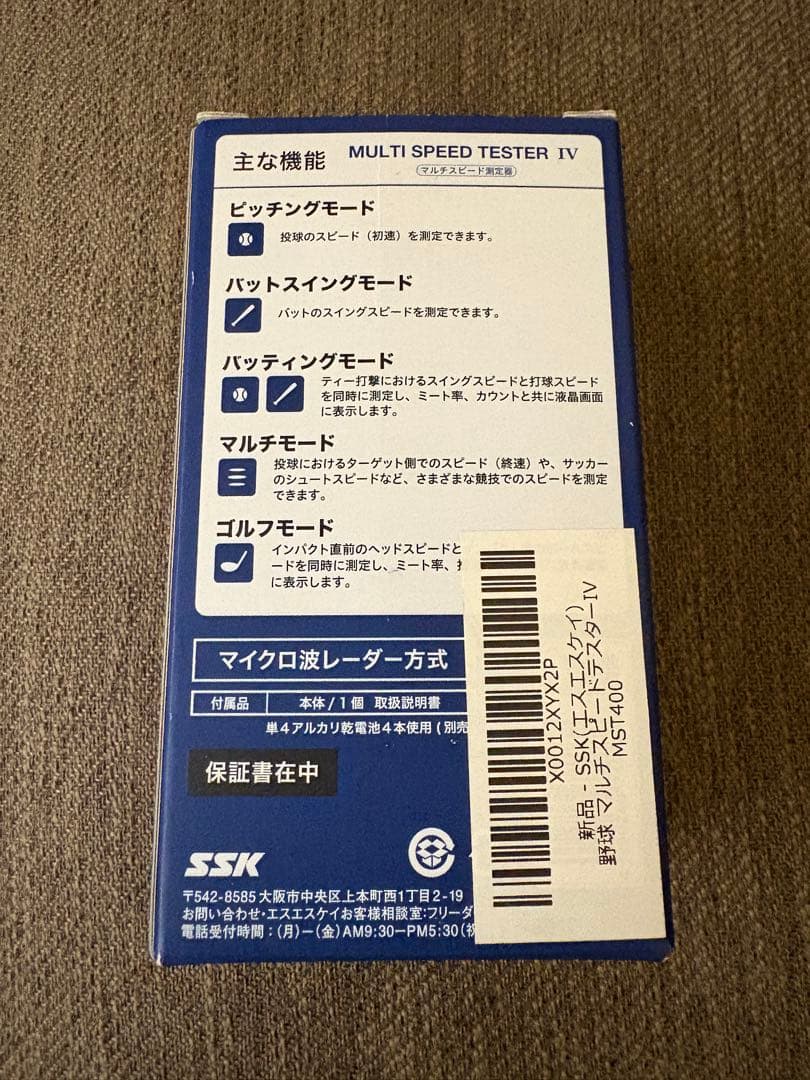 主な機能 MULTI SPEED TESTER IV
マルチスピード測定器
ピッチングモード
投球のスピード（初速）を測定できます。
バットスイングモード
バットのスイングスピードを測定できます。
バッティングモード
ティー打撃におけるスイングスピードと打球スピード
を同時に測定し、ミート率、カウントと共に液晶画面
に表示します。
マルチモード
投球におけるターゲット側でのスピード（終速）や、サッカー
のシュートスピードなど、さまざまな競技でのスピードを測定
できます。
ゴルフモード
インパクト直前のヘッドスピードと
ードを同時に測定し、ミート率、
に表示します。
マイクロ波レーダー方式
付属品 本体/1個 取扱説明書
単4アルカリ乾電池4本使用(別売
保証書在中
SSK
〒542-8585 大阪市中央区上本町西1丁目2-19
お問い合わせ・エスエスケイお客様相談室:フリーダ
電話受付時間：(月)－(金)AM9:30－PM5:30(祝
X0012XYX2P
新品 - SSK(エスエスケイ)
野球 マルチスピードテスターIV
MST400